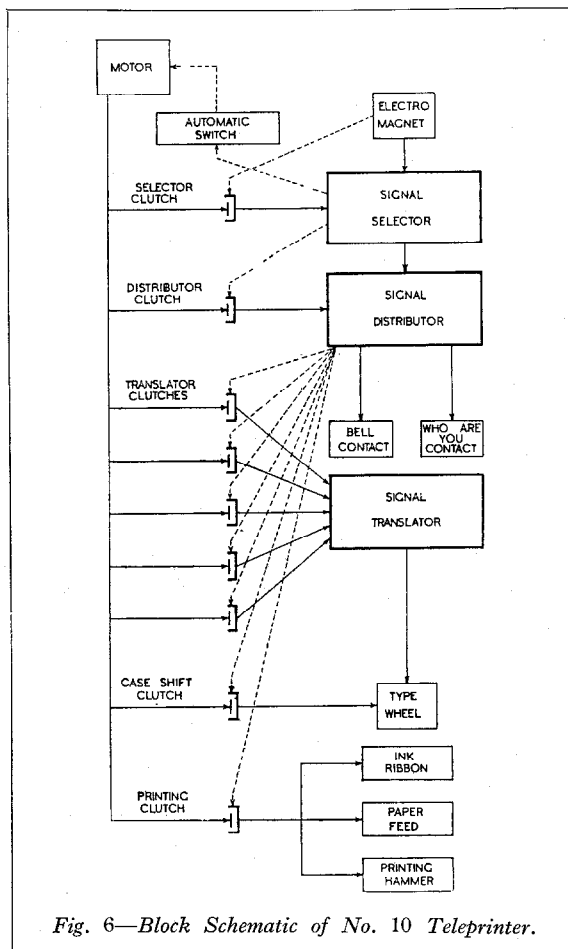 MOTOR
AUTOMATIC
SWITCH
ELECTRO
MAGNET
SELECTOR
CLUTCH
SIGNAL
SELECTOR
DISTRIBUTOR
CLUTCH
SIGNAL
DISTRIBUTOR
TRANSLATOR
CLUTCHES
BELL
CONTACT
WHO ARE
YOU
CONTACT
SIGNAL
TRANSLATOR
CASE SHIFT
CLUTCH
TYPE
WHEEL
INK
RIBBON
PRINTING
CLUTCH
PAPER
FEED
PRINTING
HAMMER
Fig. 6—Block Schematic of No. 10 Teleprinter.